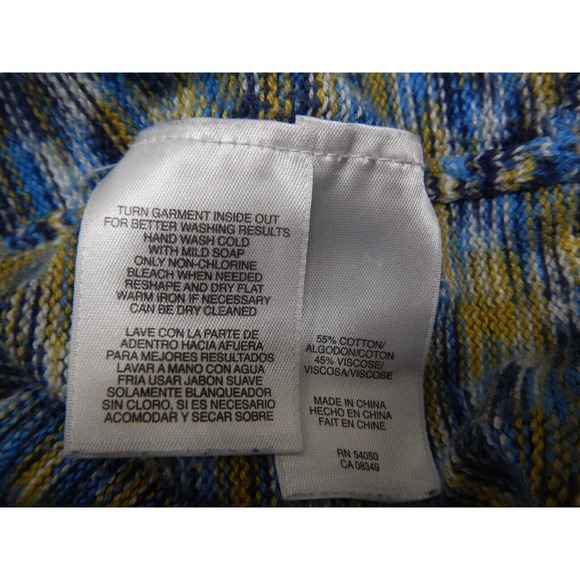 TURN GARMENT INSIDE OUT
FOR BETTER WASHING RESULTS
HAND WASH COLD
WITH MILD SOAP
ONLY NON-CHLORINE
BLEACH WHEN NEEDED
RESHAPE AND DRY FLAT
WARM IRON IF NECESSARY
CAN BE DRY CLEANED
LAVE CON LA PARTE DE
ADENTRO HACIA AFUERA
PARA MEJORES RESULTADOS
LAVAR A MANO CON AGUA
FRIA USAR JABON SUAVE
SOLAMENTE BLANQUEADOR
SIN CLORO, SI ES NECESARIO
ACOMODAR Y SECAR SOBRE
55% COTTON/
ALGODON/COTON
45% VISCOSE/
VISCOSA/VISCOSE
MADE IN CHINA
HECHO EN CHINA
FAIT EN CHINE
RN 54050
CA 08349